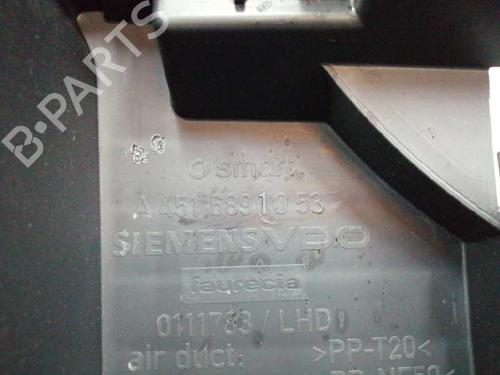 B-PARTS
smart
A 451 689 10 53
SIEMENS VDO
faurecia
0111783 / LHD
air duct: >PP-T20<